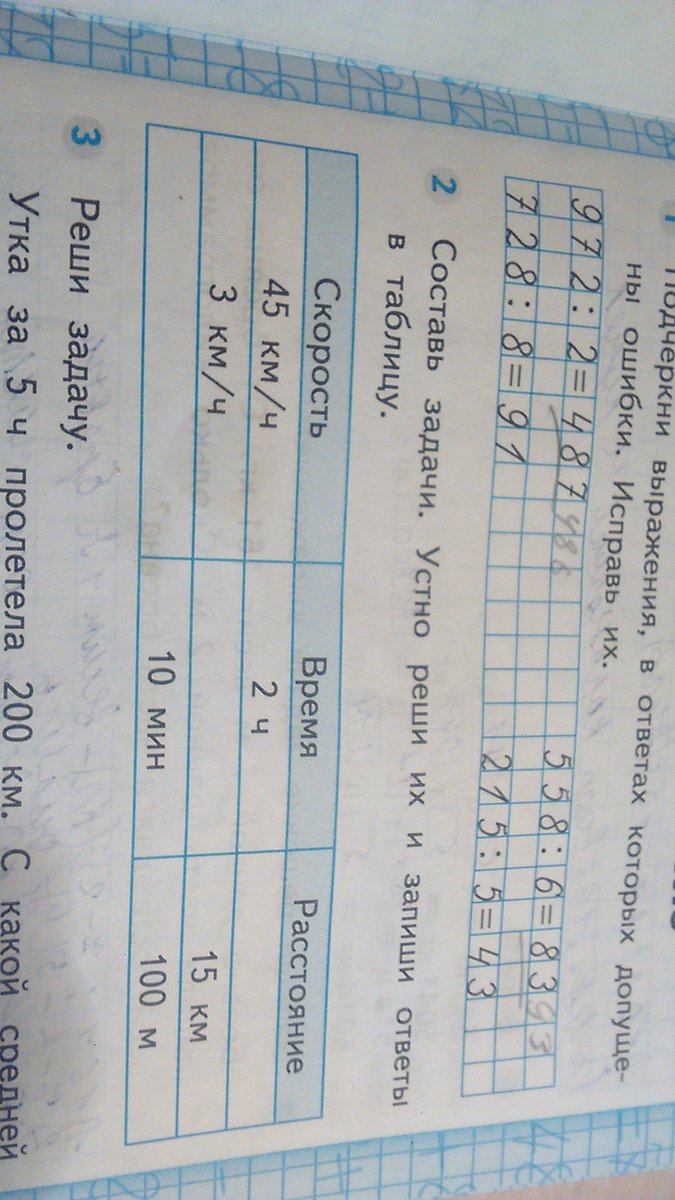 Подчеркни выражения, в ответах которых допуще-
ны ошибки. Исправь их.
972:2=487 486 558:6=83 93
728:8=91 215:5=43
2 Составь задачи. Устно реши их и запиши ответы
в таблицу.
Скорость Время Расстояние
45 км/ч 2 ч
3 км/ч 15 км
10 мин 100 м
3 Реши задачу.
Утка за 5 ч пролетела 200 км. С какой средней